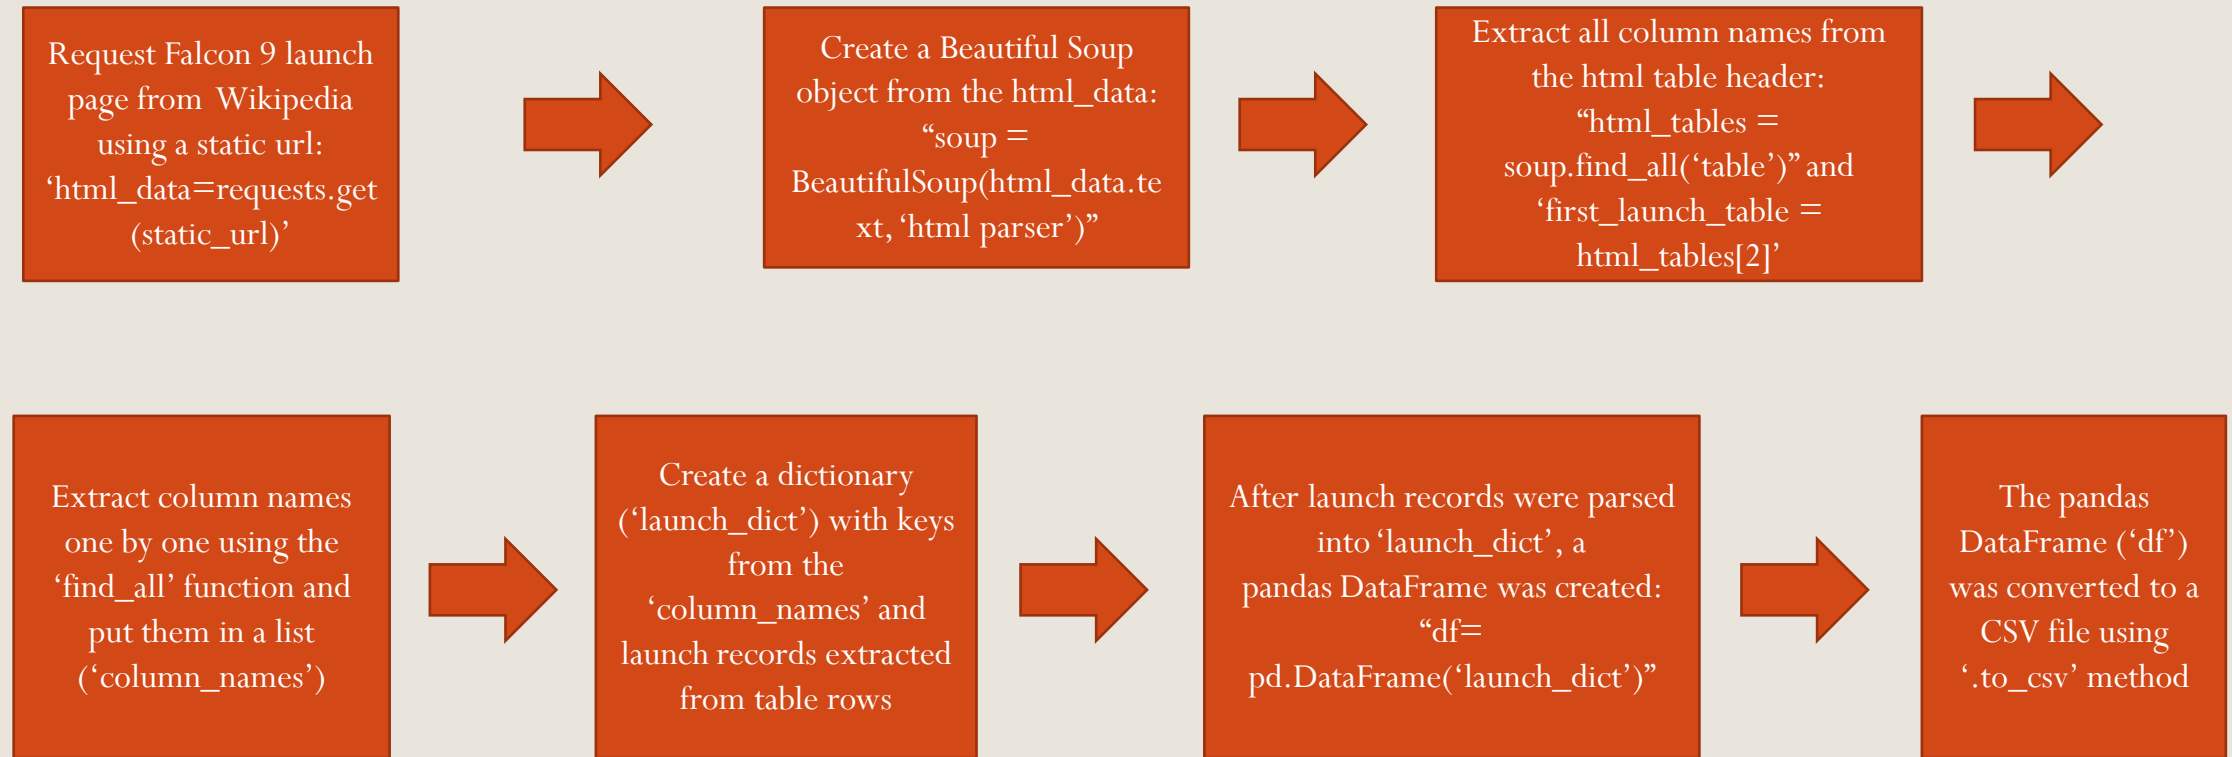 Request Falcon 9 launch
page from Wikipedia
using a static url:
‘html_data=requests.get
(static_url)’
Create a Beautiful Soup
object from the html_data:
“soup =
BeautifulSoup(html_data.te
xt, ‘html parser’)”
Extract all column names from
the html table header:
“html_tables =
soup.find_all(‘table’)” and
‘first_launch_table =
html_tables[2]’
Extract column names
one by one using the
‘find_all’ function and
put them in a list
(‘column_names’)
Create a dictionary
(‘launch_dict’) with keys
from the
‘column_names’ and
launch records extracted
from table rows
After launch records were parsed
into ‘launch_dict’, a
pandas DataFrame was created:
“df=
pd.DataFrame(‘launch_dict’)”
The pandas
DataFrame (‘df’)
was converted to a
CSV file using
‘.to_csv’ method